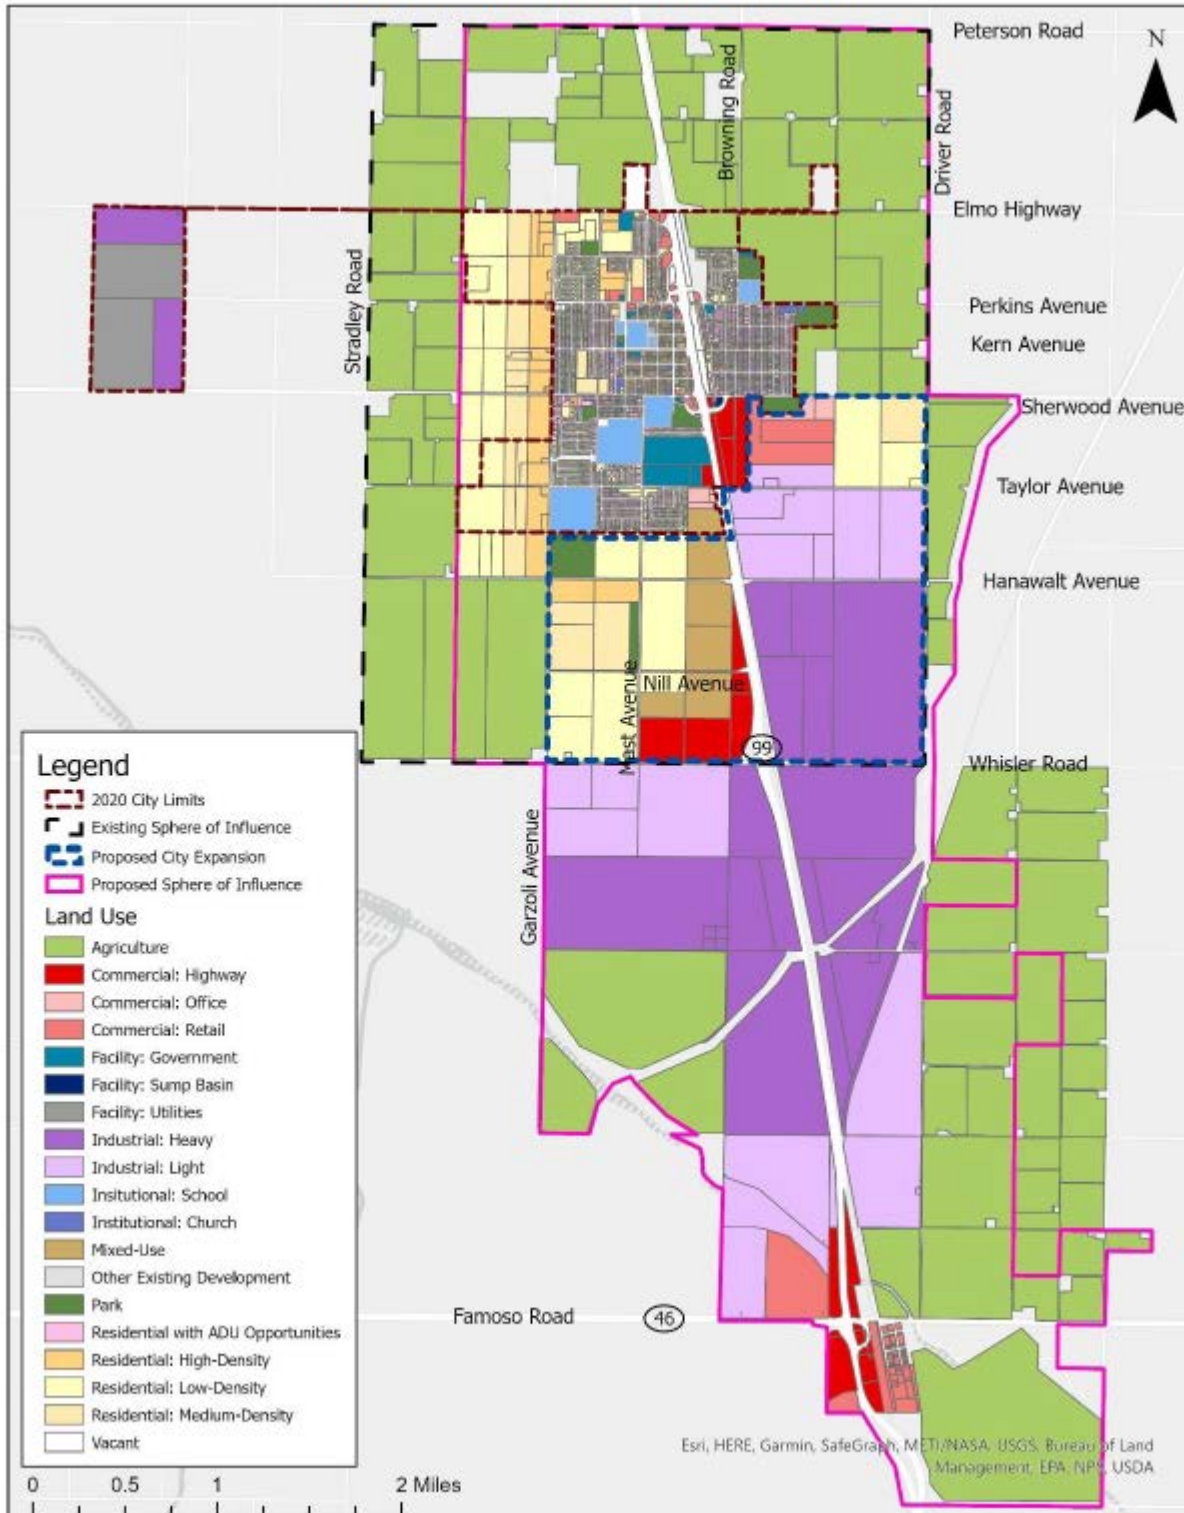 Peterson Road
N
Browning Road
Driver Road
Elmo Highway
Stradley Road
Perkins Avenue
Kern Avenue
Sherwood Avenue
Taylor Avenue
Hanawalt Avenue
Nill Avenue
Mast Avenue
99
Whisler Road
Garzoli Avenue
Famoso Road
46
Legend
2020 City Limits
Existing Sphere of Influence
Proposed City Expansion
Proposed Sphere of Influence
Land Use
Agriculture
Commercial: Highway
Commercial: Office
Commercial: Retail
Facility: Government
Facility: Sump Basin
Facility: Utilities
Industrial: Heavy
Industrial: Light
Insitutional: School
Institutional: Church
Mixed-Use
Other Existing Development
Park
Residential with ADU Opportunities
Residential: High-Density
Residential: Low-Density
Residential: Medium-Density
Vacant
Esri, HERE, Garmin, SafeGraph, METI/NASA, USGS, Bureau of Land
Management, EPA, NPS, USDA
0 0.5 1 2 Miles